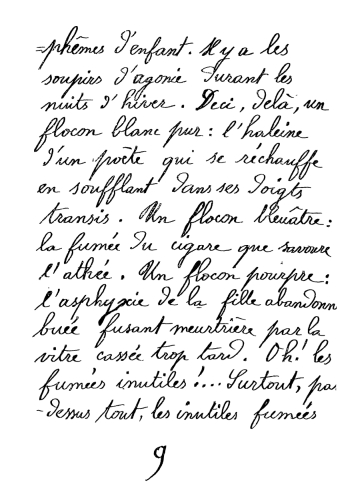 =phêmes d'enfant. Il y a les
soupirs d'agonie durant les
nuits d'hiver. Deci, delà, un
flocon blanc pur: l'haleine
d'un poète qui se réchauffe
en soufflant dans ses doigts
transis. Un flocon bleuâtre:
la fumée du cigare que savoure
l'athée. Un flocon pourpre:
l'asphyxie de la fille abandonn
buée fusant meurtrière par la
vitre cassée trop tard. Oh! les
fumées inutiles!... Surtout, pa
-dessus tout, les inutiles fumées
9